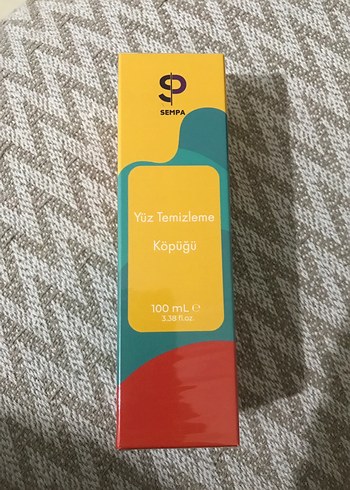 SEMPA
Yüz Temizleme
Köpüğü
100 mL ℮
3.38 fl.oz.